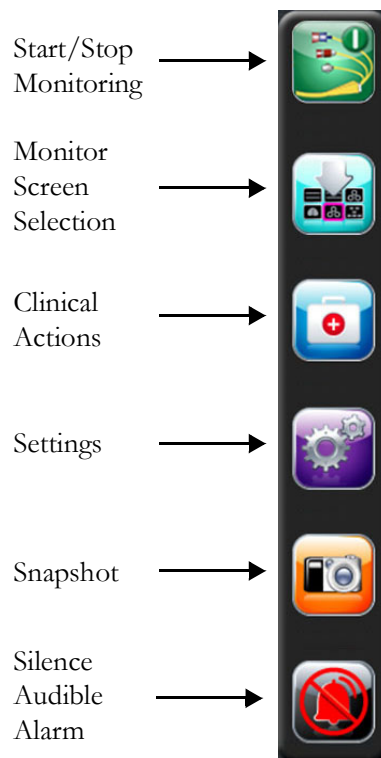 Start/Stop
Monitoring
Monitor
Screen
Selection
Clinical
Actions
Settings
Snapshot
Silence
Audible
Alarm